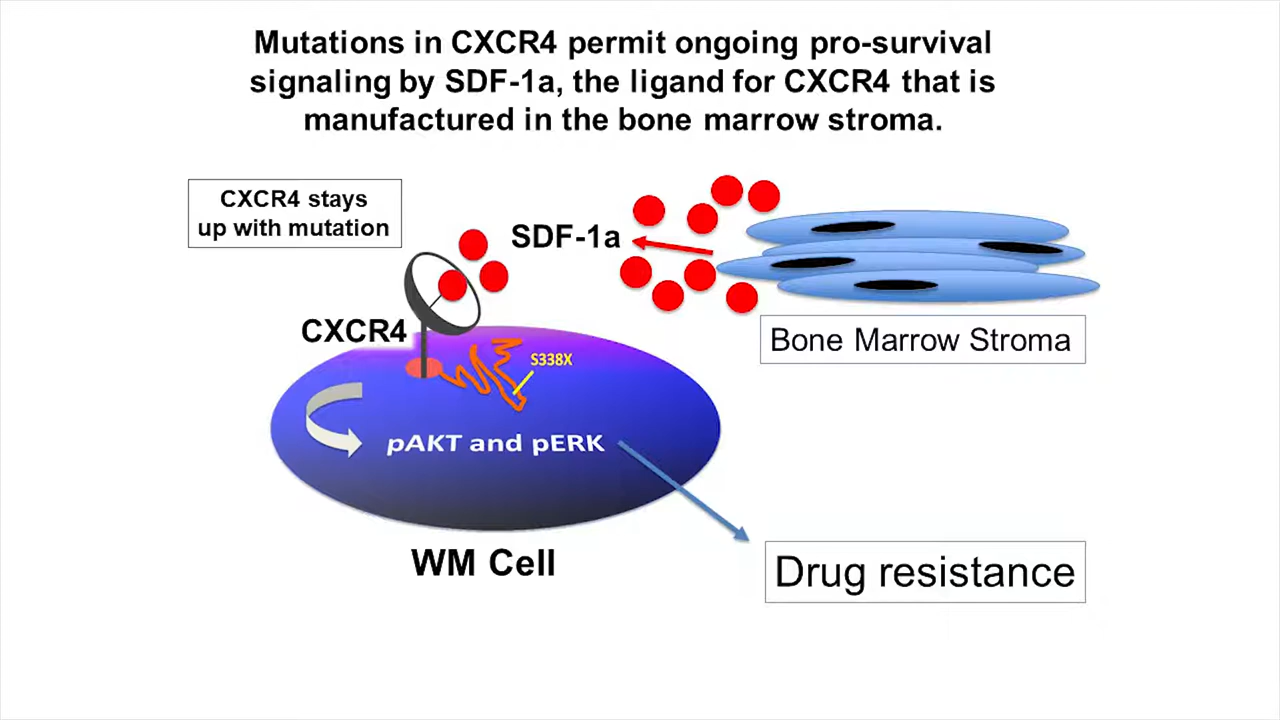 Mutations in CXCR4 permit ongoing pro-survival
signaling by SDF-1a, the ligand for CXCR4 that is
manufactured in the bone marrow stroma.
CXCR4 stays
up with mutation
SDF-1a
CXCR4
Bone Marrow Stroma
S338X
pAKT and pERK
WM Cell
Drug resistance